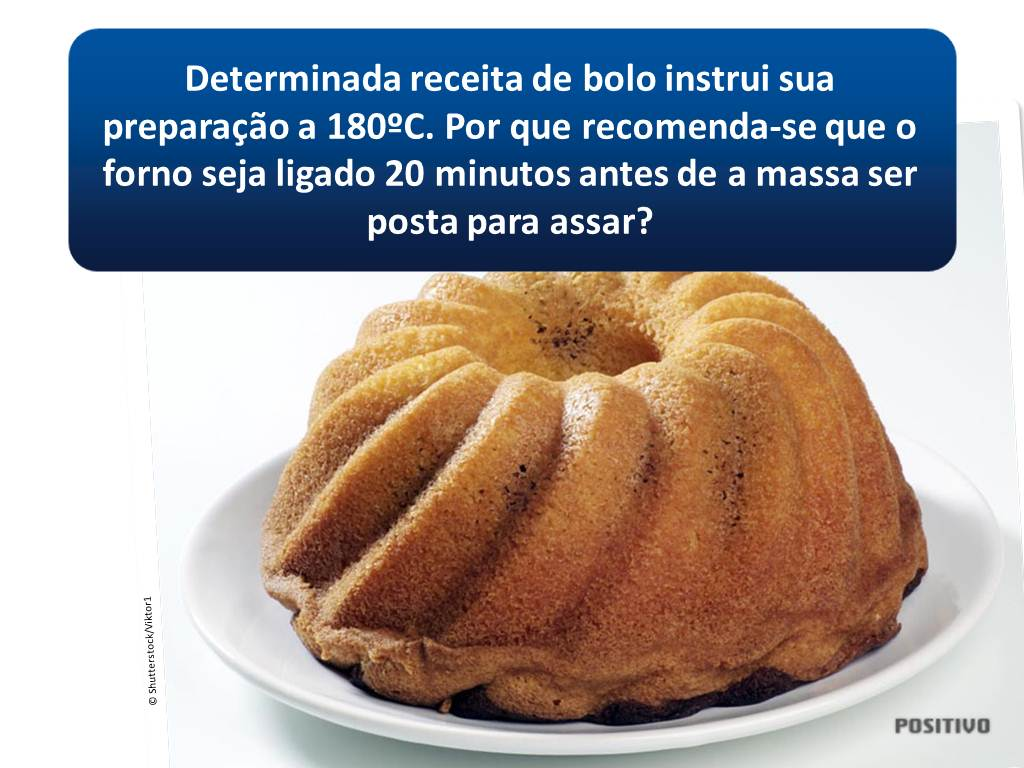 Determinada receita de bolo instrui sua
preparação a 180ºC. Por que recomenda-se que o
forno seja ligado 20 minutos antes de a massa ser
posta para assar?
© Shutterstock/Viktor1
POSITIVO